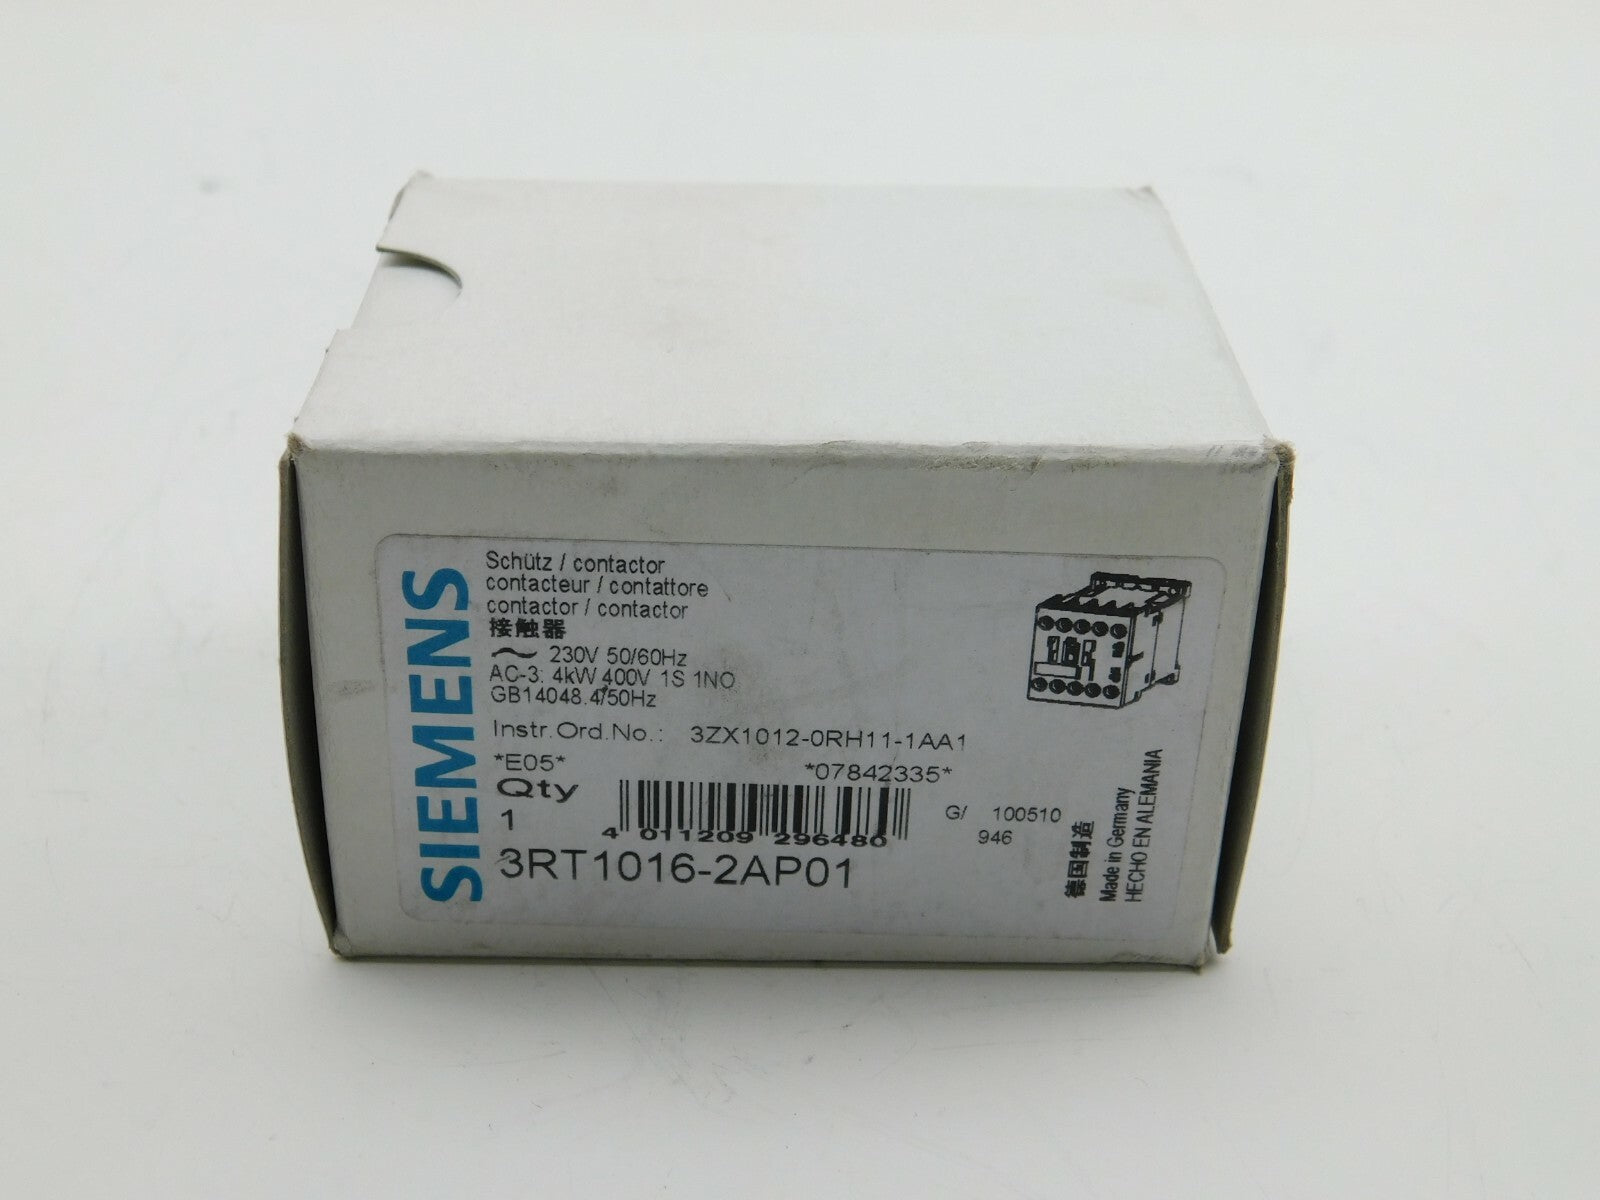 SIEMENS
Schütz / contactor
contacteur / contattore
contactor / contactor
接触器
~ 230V 50/60Hz
AC-3: 4kW 400V 1S 1NO
GB14048.4/50Hz
Instr.Ord.No.: 3ZX1012-0RH11-1AA1
*E05* *07842335*
Qty
1
4 011209 296480
G/ 100510
946
3RT1016-2AP01
德国制造
Made in Germany
HECHO EN ALEMANIA